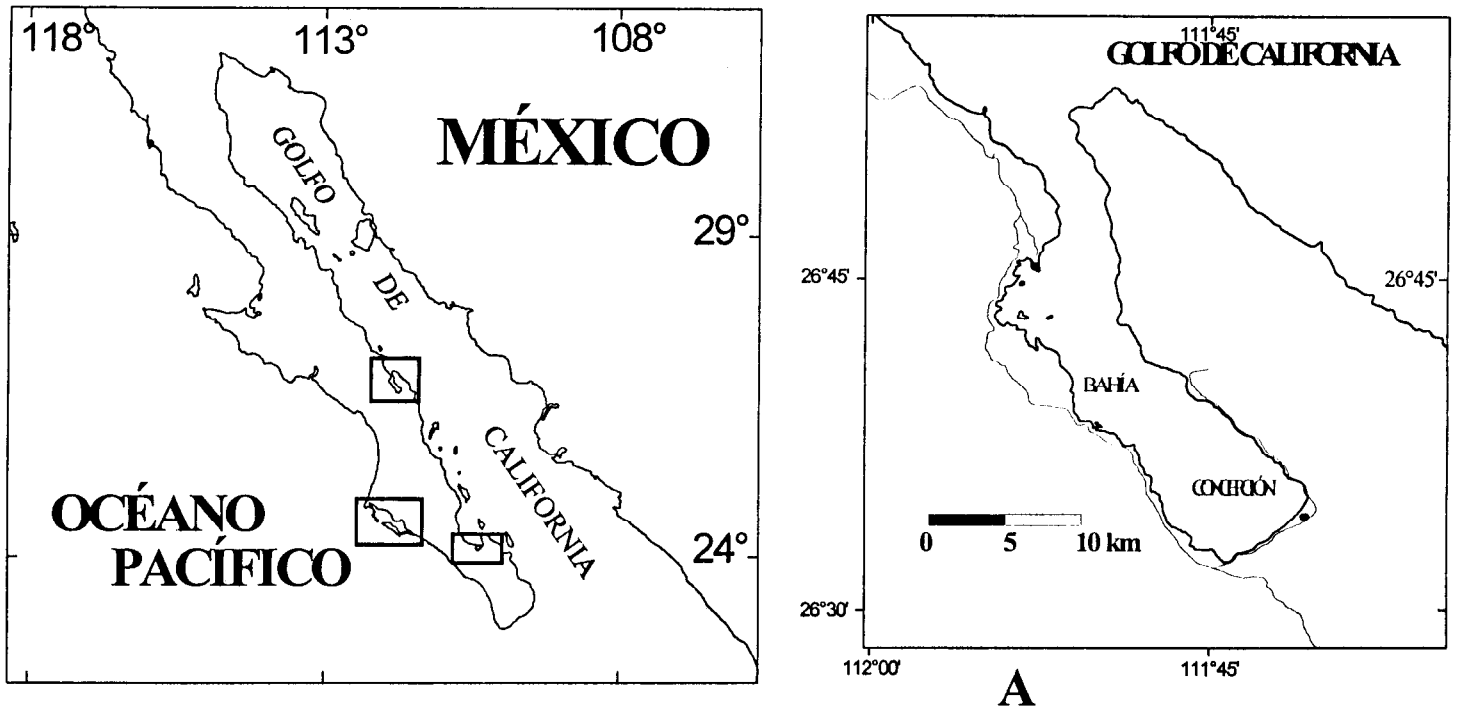 118°
113°
108°
MÉXICO
GOLFO
DE
CALIFORNIA
29°
24°
OCÉANO
PACÍFICO
111°45'
GOLFO DE CALIFORNIA
26°45'
26°45'
BAHÍA
CONCEPCIÓN
0 5 10 km
26°30'
112°00'
111°45'
A